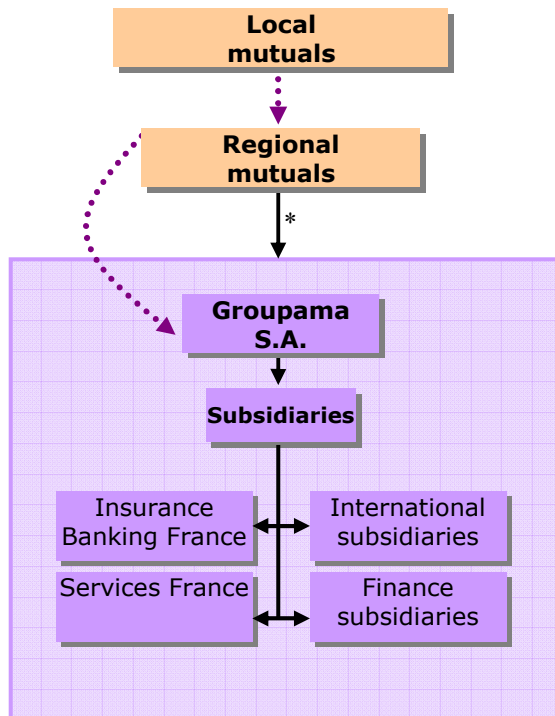 Local
mutuals
Regional
mutuals
*
Groupama
S.A.
Subsidiaries
Insurance
Banking France
International
subsidiaries
Services France
Finance
subsidiaries